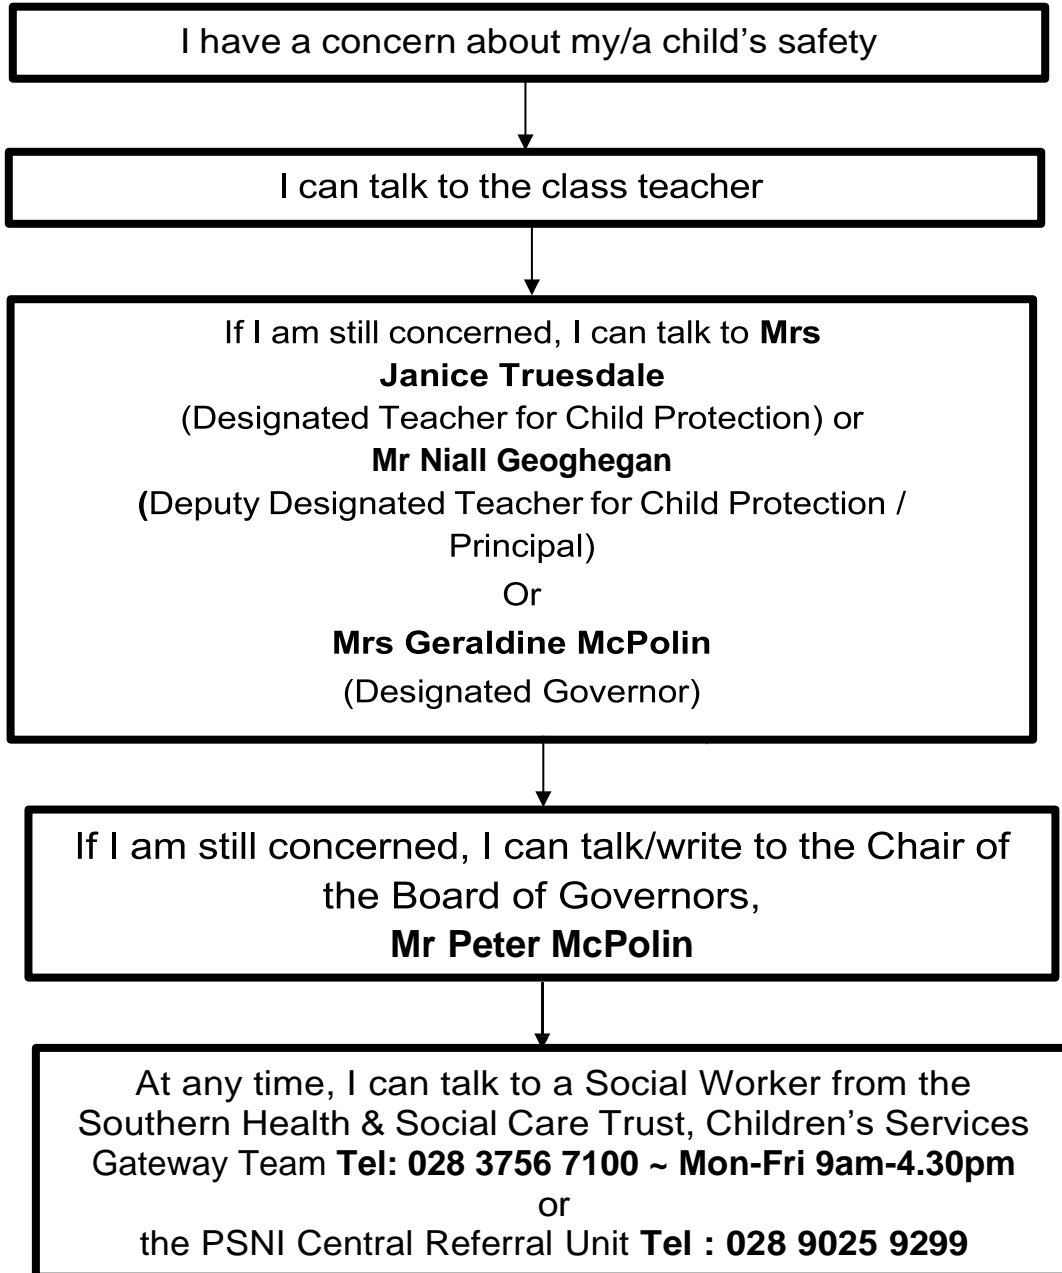 I have a concern about my/a child’s safety
I can talk to the class teacher
If I am still concerned, I can talk to Mrs
Janice Truesdale
(Designated Teacher for Child Protection) or
Mr Niall Geoghegan
(Deputy Designated Teacher for Child Protection /
Principal)
Or
Mrs Geraldine McPolin
(Designated Governor)
If I am still concerned, I can talk/write to the Chair of
the Board of Governors,
Mr Peter McPolin
At any time, I can talk to a Social Worker from the
Southern Health & Social Care Trust, Children’s Services
Gateway Team Tel: 028 3756 7100 ~ Mon-Fri 9am-4.30pm
or
the PSNI Central Referral Unit Tel : 028 9025 9299